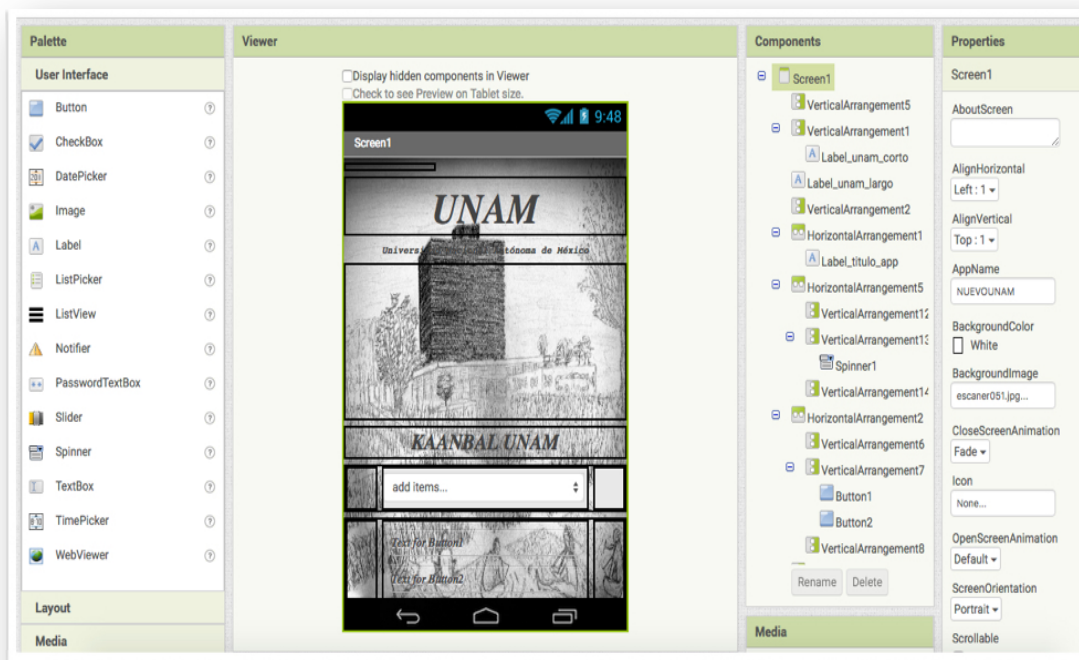 Palette
User Interface
Button
CheckBox
DatePicker
Image
Label
ListPicker
ListView
Notifier
PasswordTextBox
Slider
Spinner
TextBox
TimePicker
WebViewer
Layout
Media
Viewer
Display hidden components in Viewer
Check to see Preview on Tablet size.
9:48
Screen1
UNAM
Univers Autónoma de México
KAANBAL UNAM
add items...
Text for Button1
Text for Button2
Components
Screen1
VerticalArrangement5
VerticalArrangement1
Label_unam_corto
Label_unam_largo
VerticalArrangement2
HorizontalArrangement1
Label_titulo_app
HorizontalArrangement5
VerticalArrangement12
VerticalArrangement13
Spinner1
VerticalArrangement14
HorizontalArrangement2
VerticalArrangement6
VerticalArrangement7
Button1
Button2
VerticalArrangement8
Rename Delete
Media
Properties
Screen1
AboutScreen
AlignHorizontal
Left : 1
AlignVertical
Top : 1
AppName
NUEVOUNAM
BackgroundColor
White
BackgroundImage
escaner051.jpg...
CloseScreenAnimation
Fade
Icon
None...
OpenScreenAnimation
Default
ScreenOrientation
Portrait
Scrollable